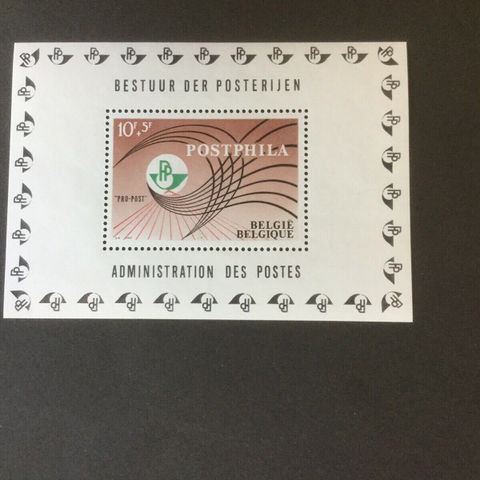 BESTUUR DER POSTERIJEN
10F+5F
POSTPHILA
"PRO-POST"
BELGIË
BELGIQUE
ADMINISTRATION DES POSTES